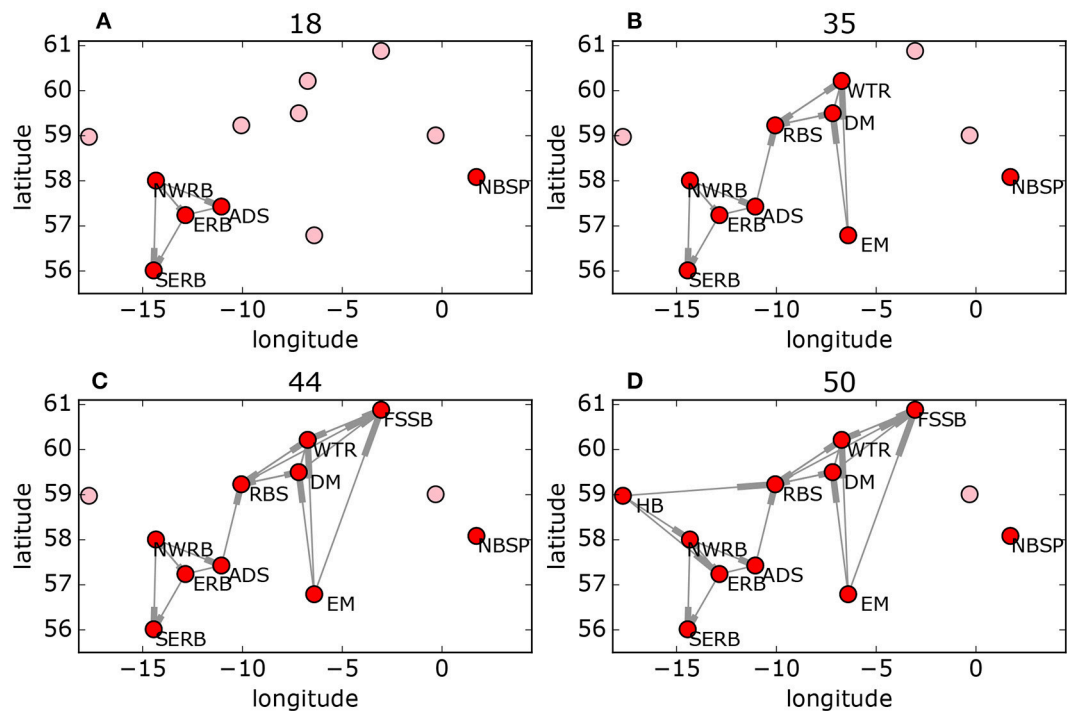 A 18
61
60
59
58
57
56
latitude
NWRB
ERB
ADS
SERB
NBSP
−15 −10 −5 0
longitude
B 35
61
60
59
58
57
56
latitude
WTR
RBS
DM
NWRB
ERB
ADS
SERB
EM
NBSP
−15 −10 −5 0
longitude
C 44
61
60
59
58
57
56
latitude
FSSB
WTR
RBS
DM
NWRB
ERB
ADS
SERB
EM
NBSP
−15 −10 −5 0
longitude
D 50
61
60
59
58
57
56
latitude
FSSB
WTR
RBS
DM
HB
NWRB
ERB
ADS
SERB
EM
NBSP
−15 −10 −5 0
longitude